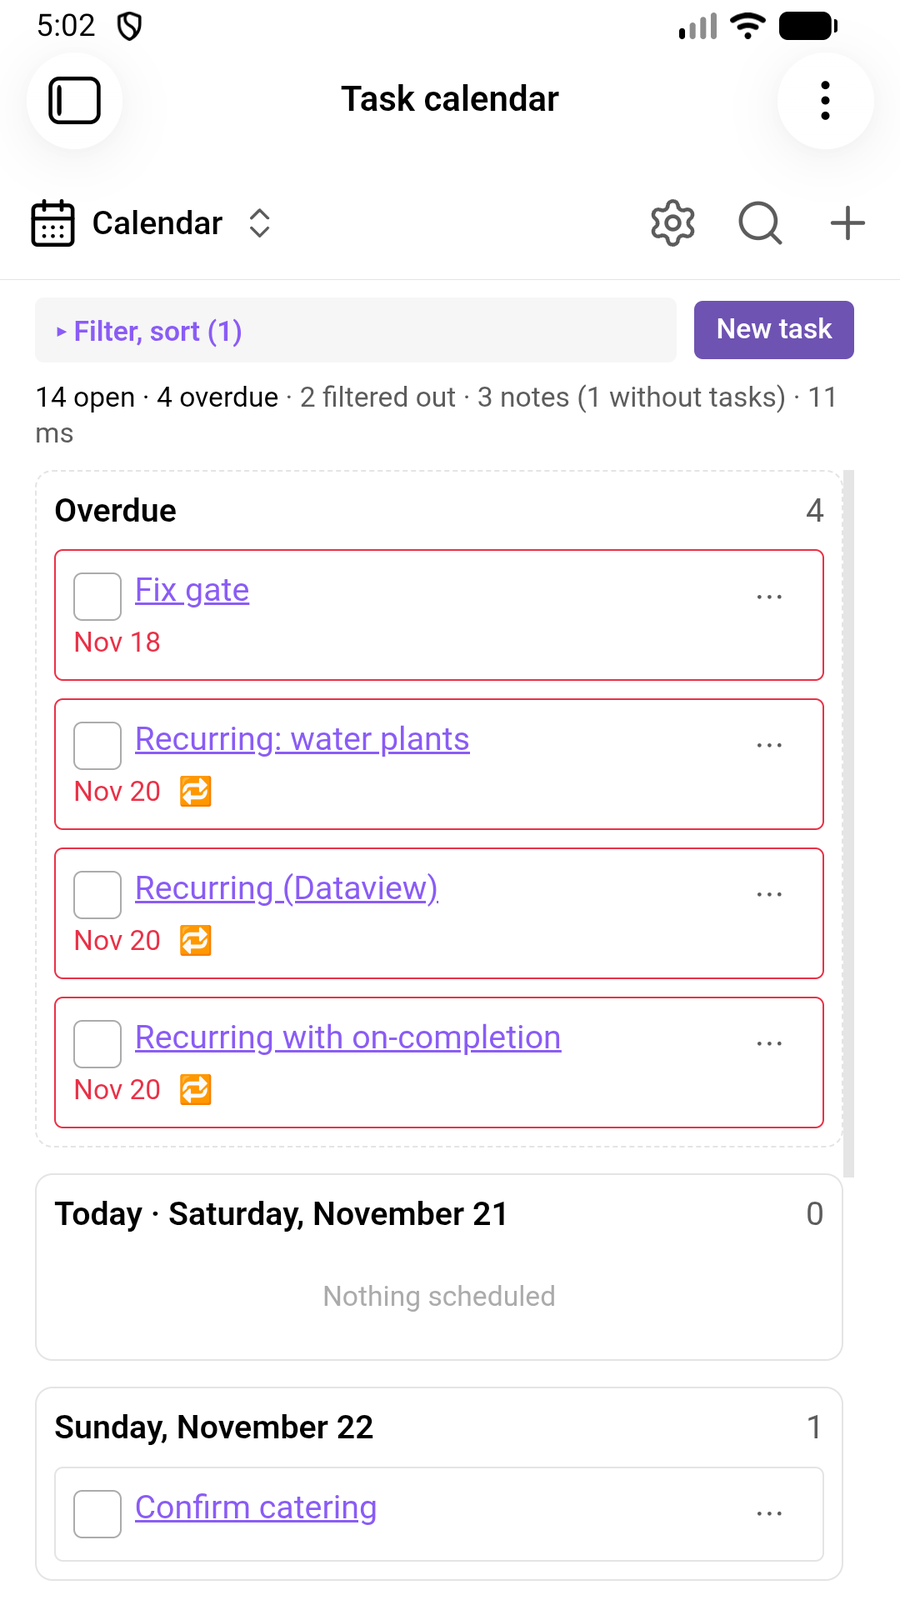 5:02
Task calendar
Calendar
▸ Filter, sort (1)
New task
14 open · 4 overdue · 2 filtered out · 3 notes (1 without tasks) · 11
ms
Overdue 4
Fix gate ...
Nov 18
Recurring: water plants ...
Nov 20 🔁
Recurring (Dataview) ...
Nov 20 🔁
Recurring with on-completion ...
Nov 20 🔁
Today · Saturday, November 21 0
Nothing scheduled
Sunday, November 22 1
Confirm catering ...